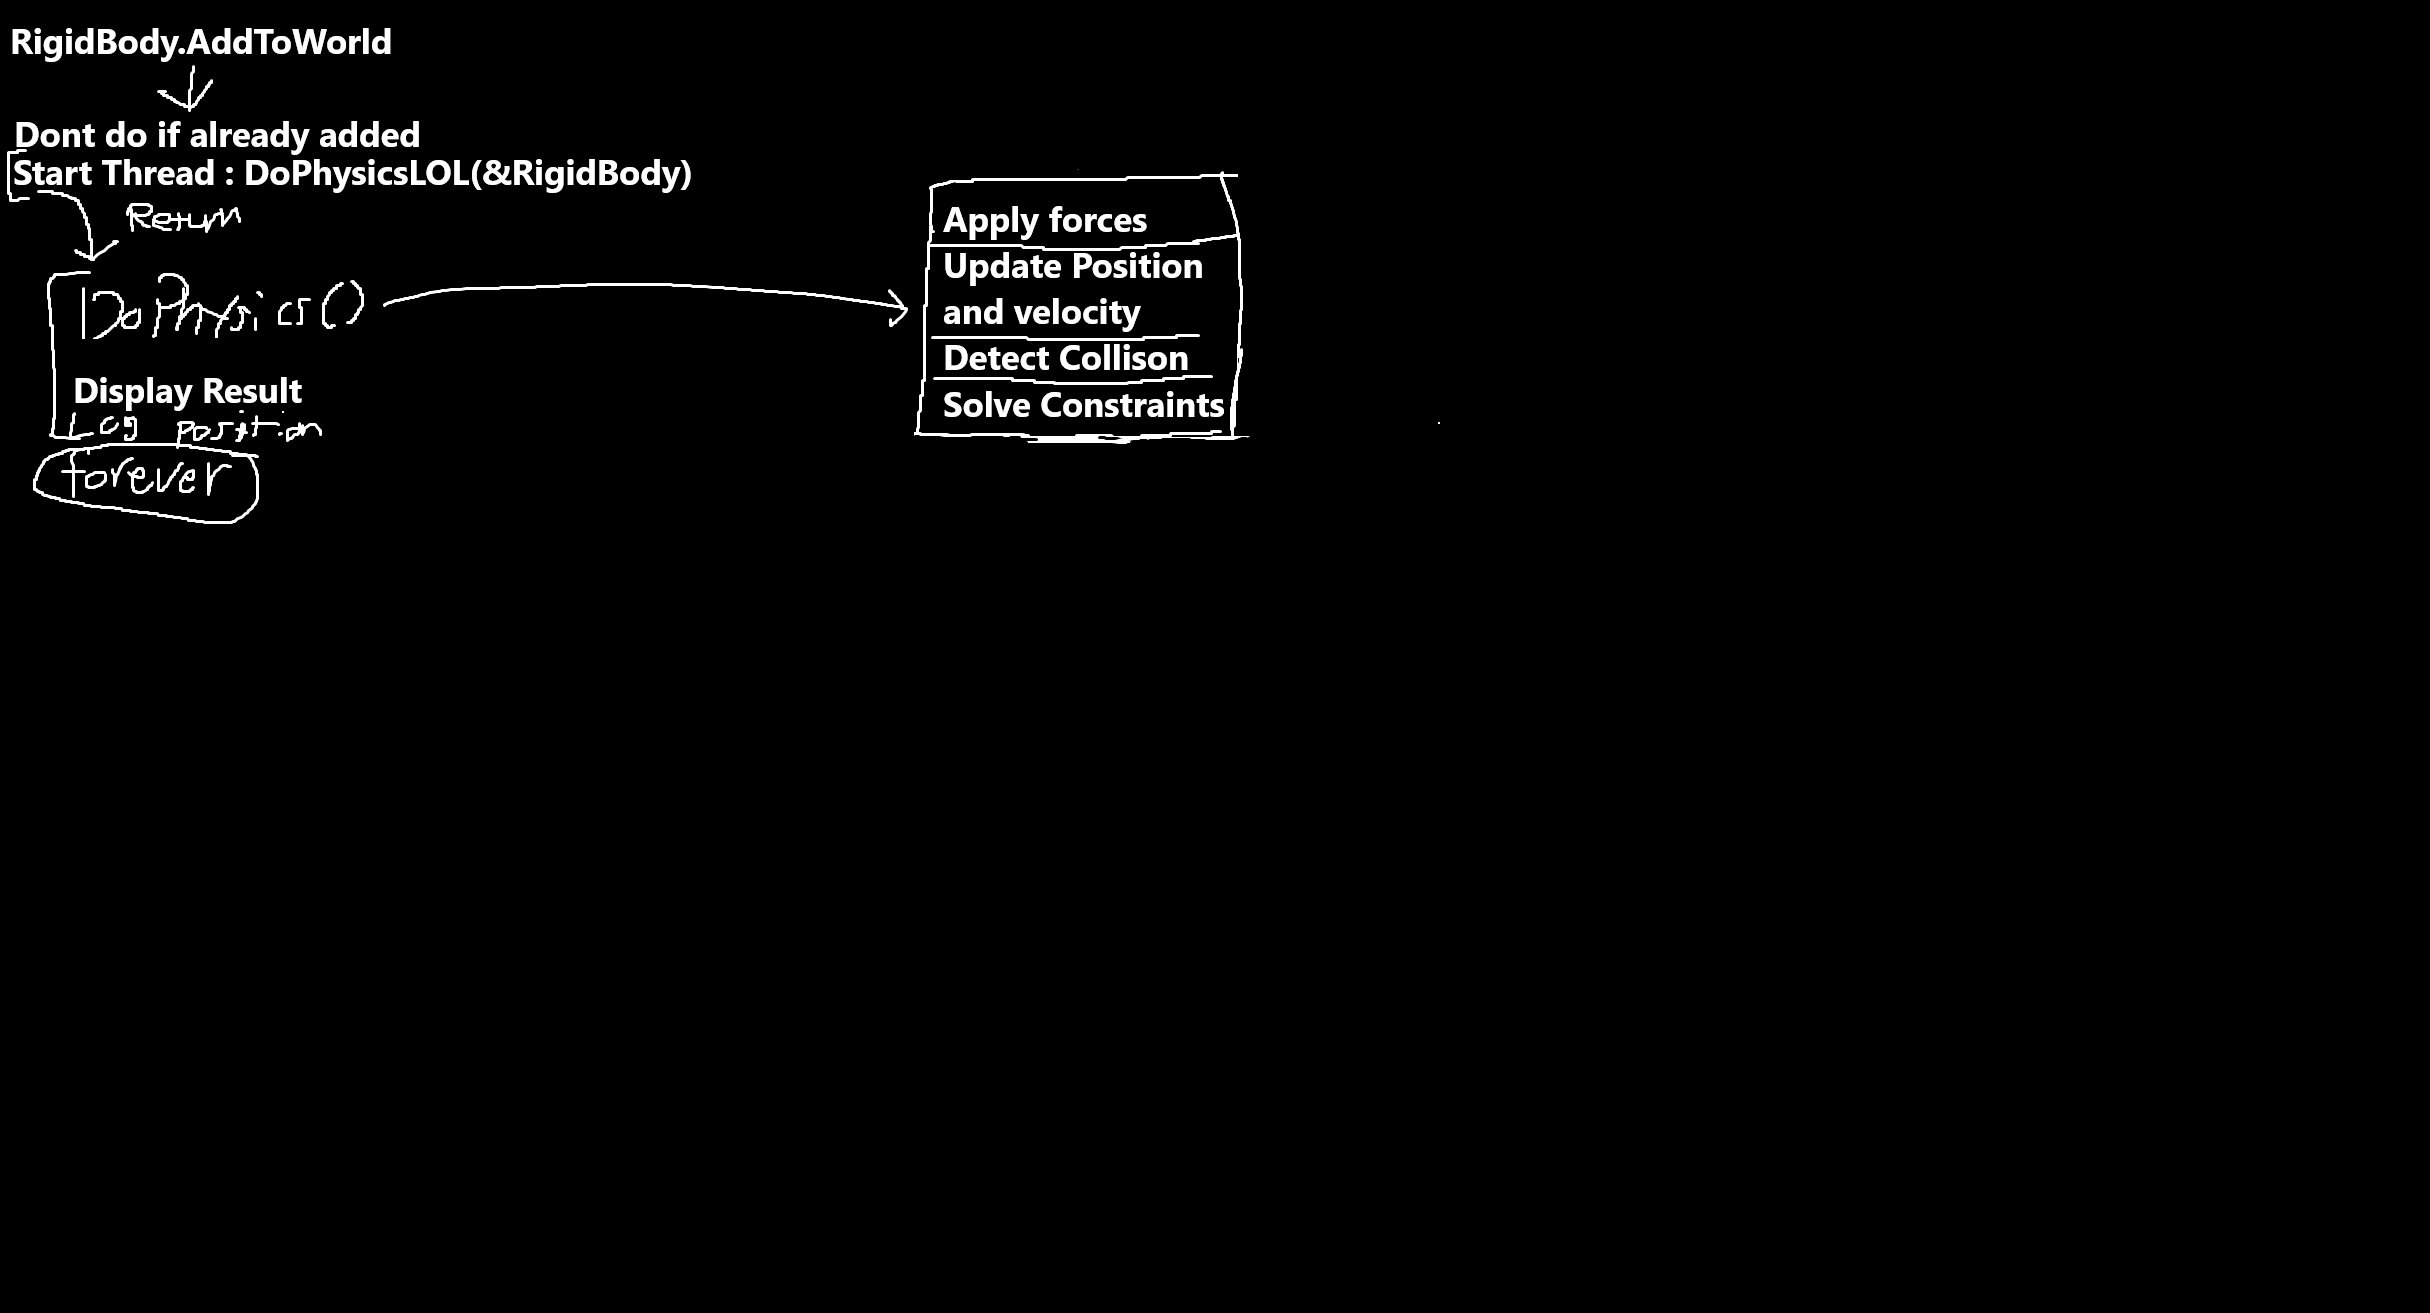 RigidBody.AddToWorld
Dont do if already added
Start Thread : DoPhysicsLOL(&RigidBody)
Return
DoPhysics()
Display Result
Log position
forever
Apply forces
Update Position
and velocity
Detect Collison
Solve Constraints